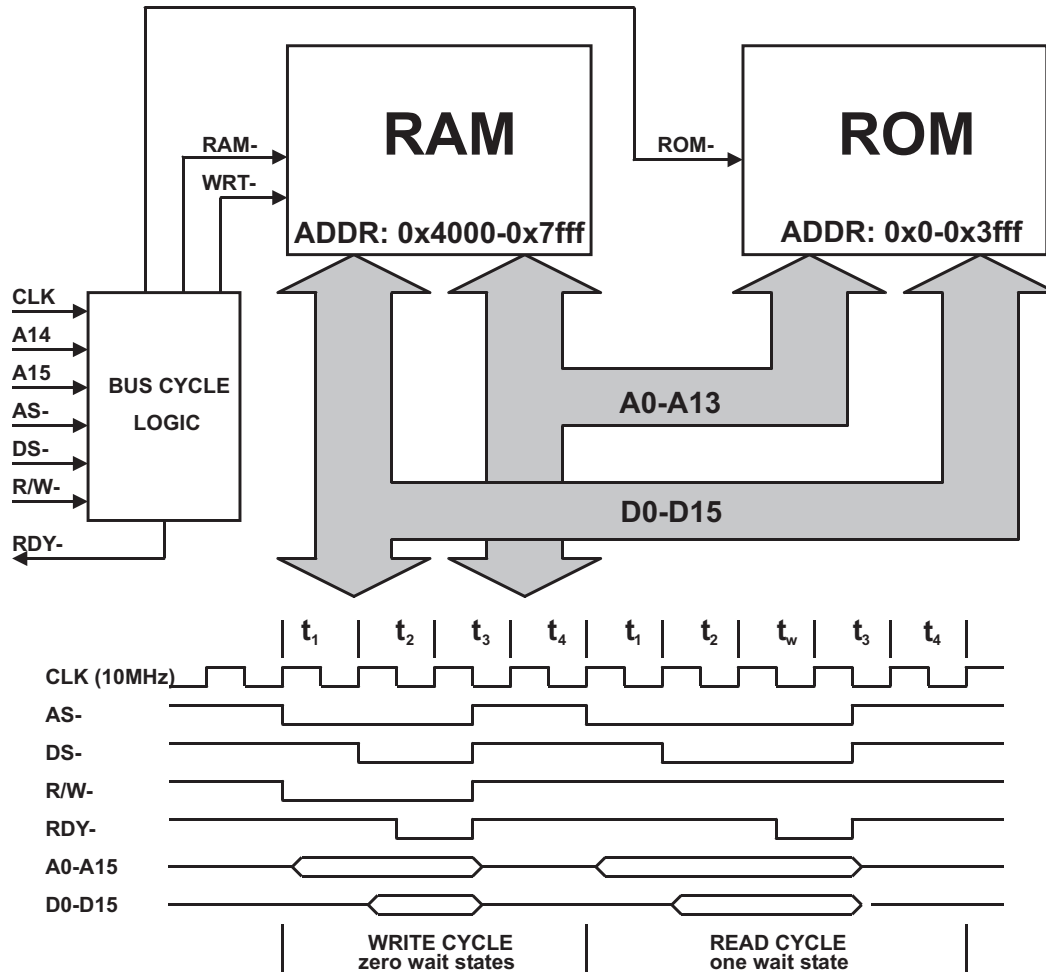 RAM
ROM
RAM-
WRT-
ROM-
ADDR: 0x4000-0x7fff
ADDR: 0x0-0x3fff
CLK
A14
A15
AS-
DS-
R/W-
RDY-
BUS CYCLE
LOGIC
A0-A13
D0-D15
t1 t2 t3 t4 t1 t2 tw t3 t4
CLK (10MHz)
AS-
DS-
R/W-
RDY-
A0-A15
D0-D15
WRITE CYCLE
zero wait states
READ CYCLE
one wait state